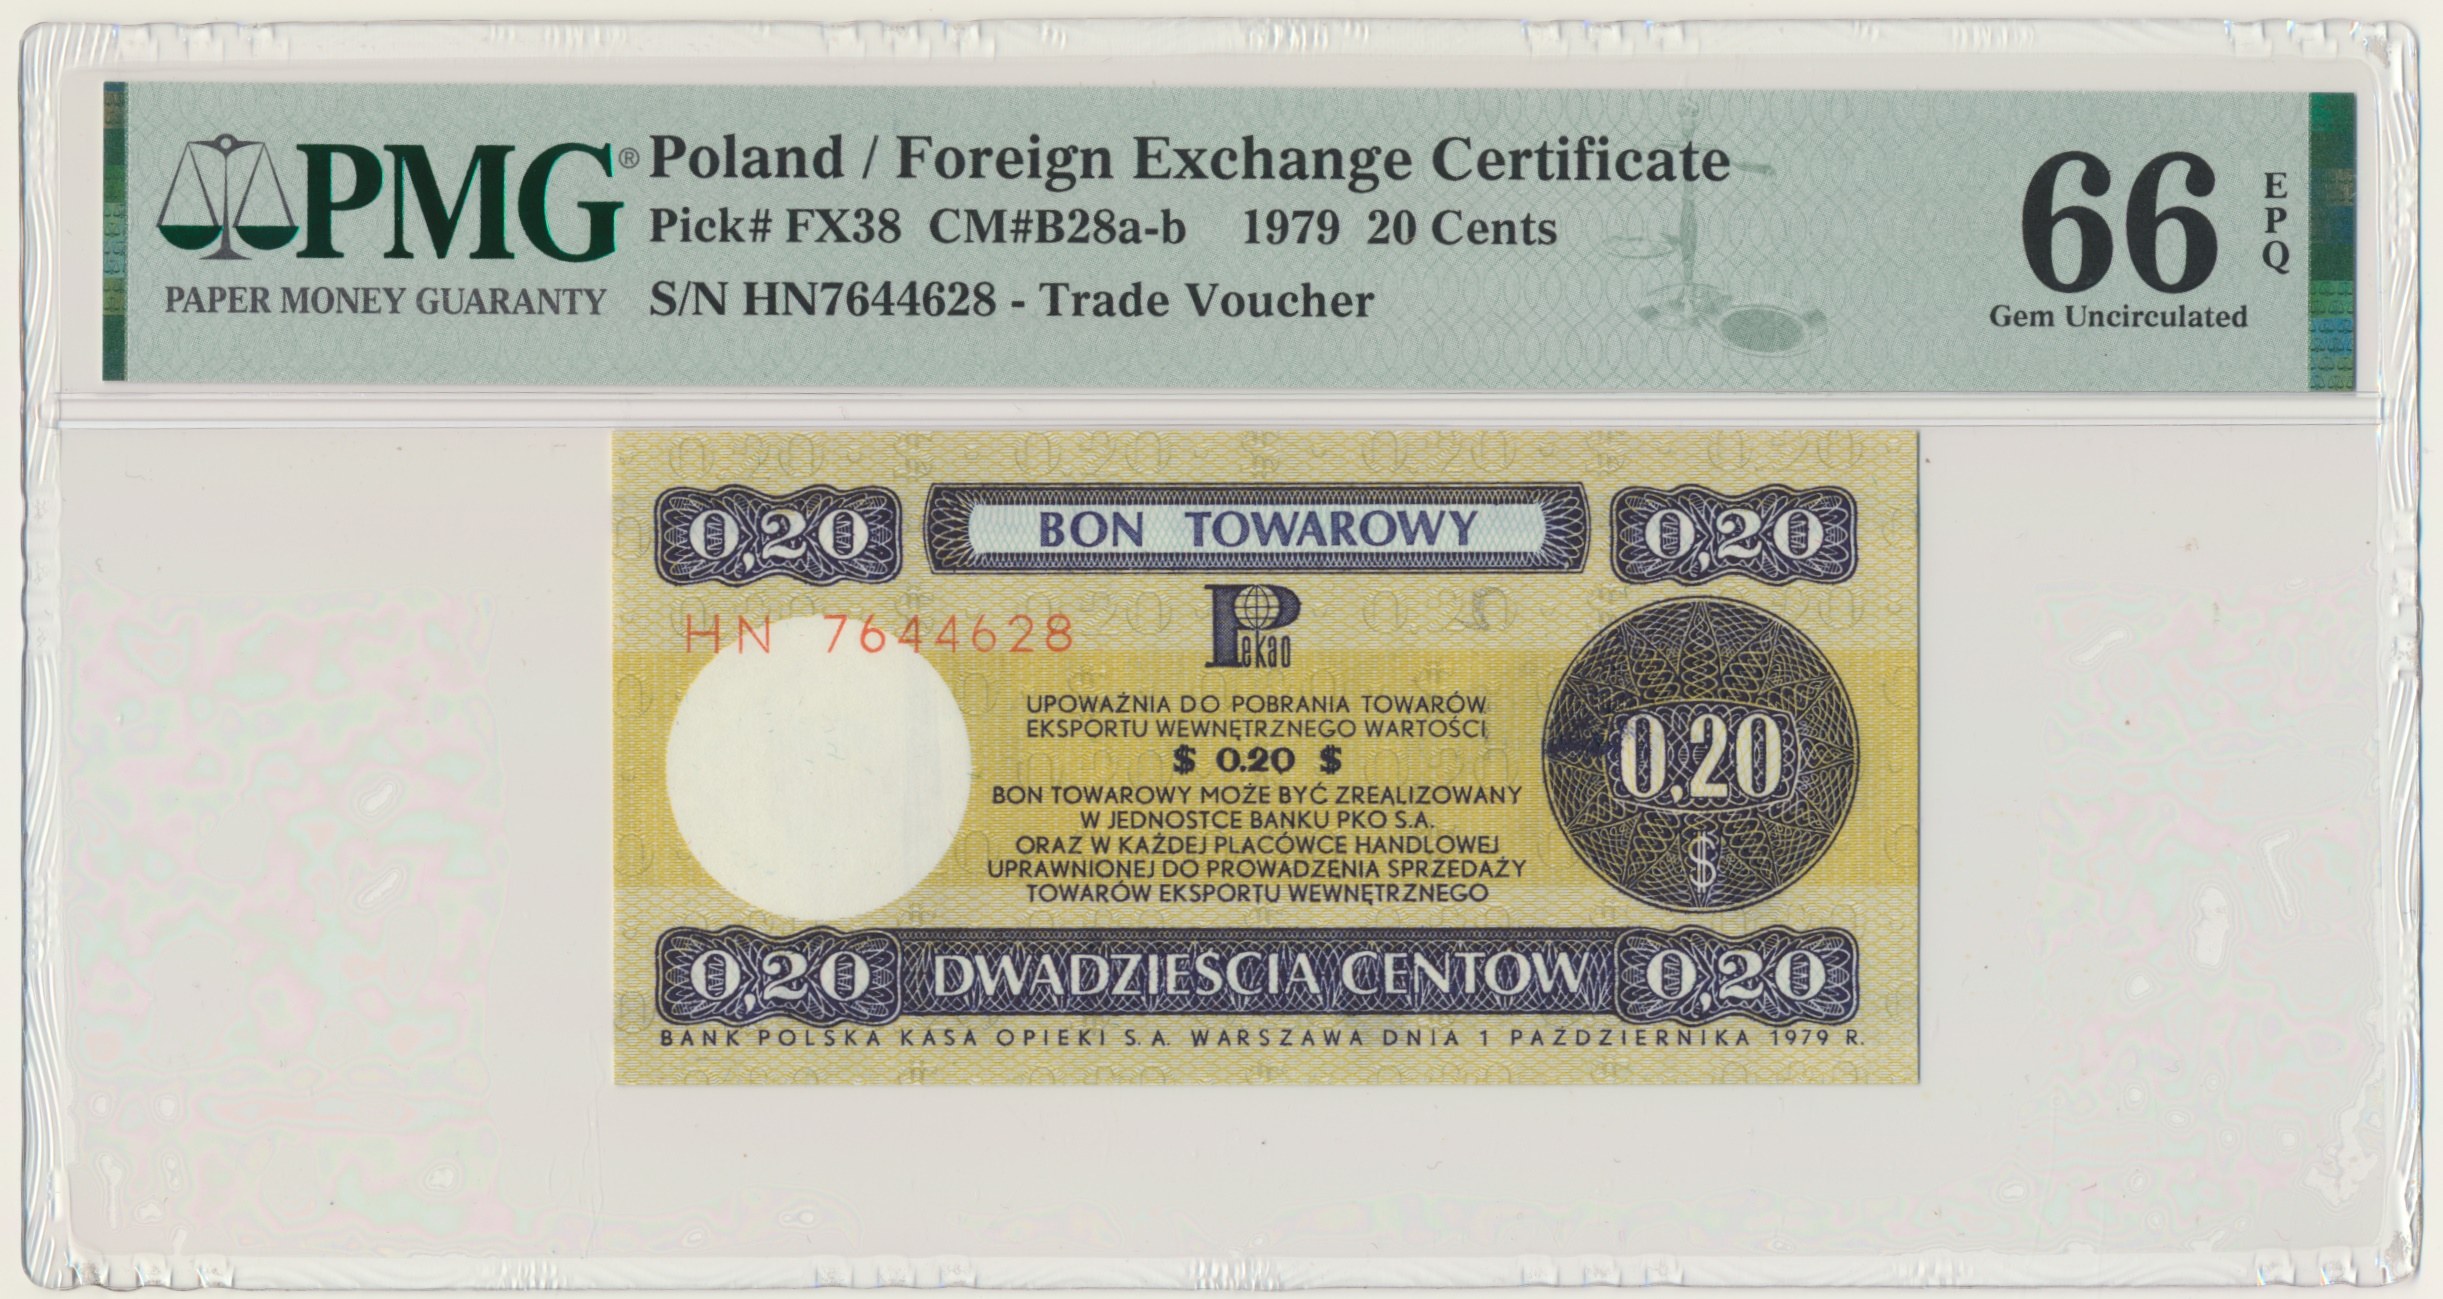 PMG® Poland / Foreign Exchange Certificate
Pick# FX38 CM#B28a-b 1979 20 Cents
PAPER MONEY GUARANTY S/N HN7644628 - Trade Voucher
66 EPQ
Gem Uncirculated
0,20 BON TOWAROWY 0,20
HN 7644628
Pekao
UPOWAŻNIA DO POBRANIA TOWARÓW
EKSPORTU WEWNĘTRZNEGO WARTOŚCI
$ 0.20 $
BON TOWAROWY MOŻE BYĆ ZREALIZOWANY
W JEDNOSTCE BANKU PKO S.A.
ORAZ W KAŻDEJ PLACÓWCE HANDLOWEJ
UPRAWNIONEJ DO PROWADZENIA SPRZEDAŻY
TOWARÓW EKSPORTU WEWNĘTRZNEGO
0,20
$
0,20 DWADZIEŚCIA CENTÓW 0,20
BANK POLSKA KASA OPIEKI S.A. WARSZAWA DNIA 1 PAŹDZIERNIKA 1979 R.